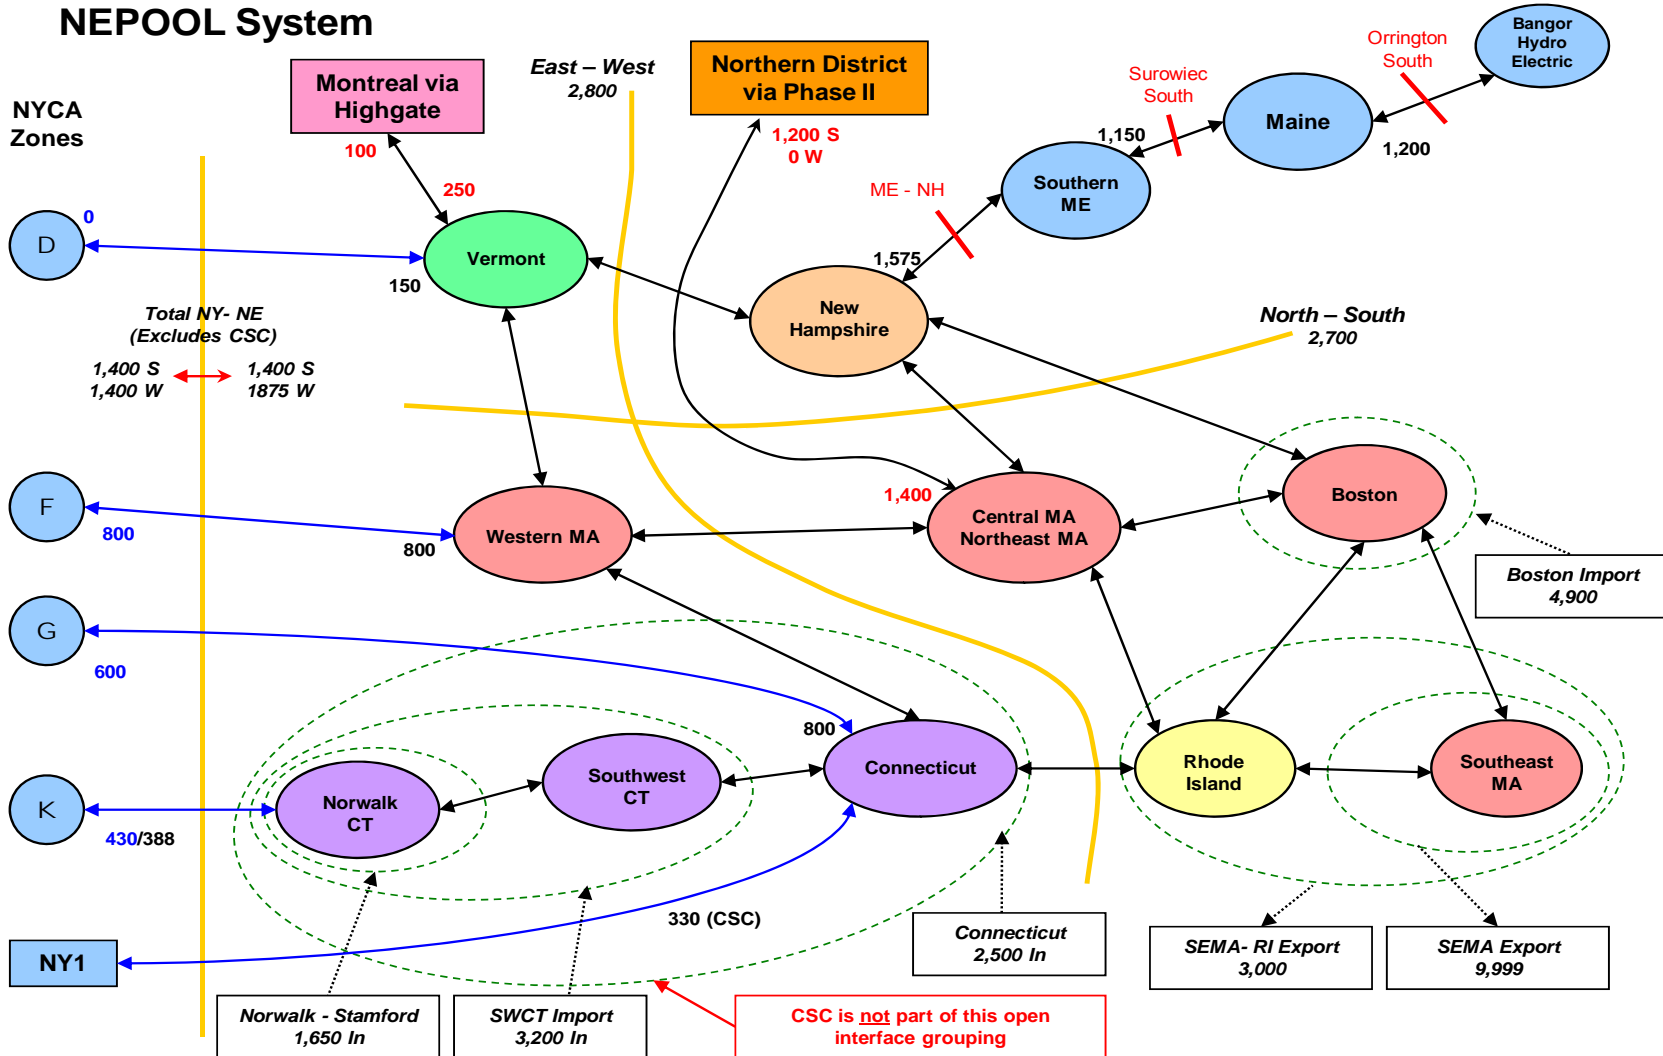 NEPOOL System
NYCA
Zones
Montreal via
Highgate
100
250
East – West
2,800
Northern District
via Phase II
1,200 S
0 W
Surowiec
South
Orrington
South
Bangor
Hydro
Electric
Maine
1,150
1,200
Southern
ME
ME - NH
1,575
D
0
Vermont
150
New
Hampshire
North – South
2,700
Total NY- NE
(Excludes CSC)
1,400 S
1,400 W
1,400 S
1875 W
F
800
800
Western MA
1,400
Central MA
Northeast MA
Boston
Boston Import
4,900
G
600
800
Connecticut
Rhode
Island
Southeast
MA
Southwest
CT
Norwalk
CT
K
430/388
330 (CSC)
NY1
Connecticut
2,500 In
SEMA- RI Export
3,000
SEMA Export
9,999
Norwalk - Stamford
1,650 In
SWCT Import
3,200 In
CSC is not part of this open
interface grouping